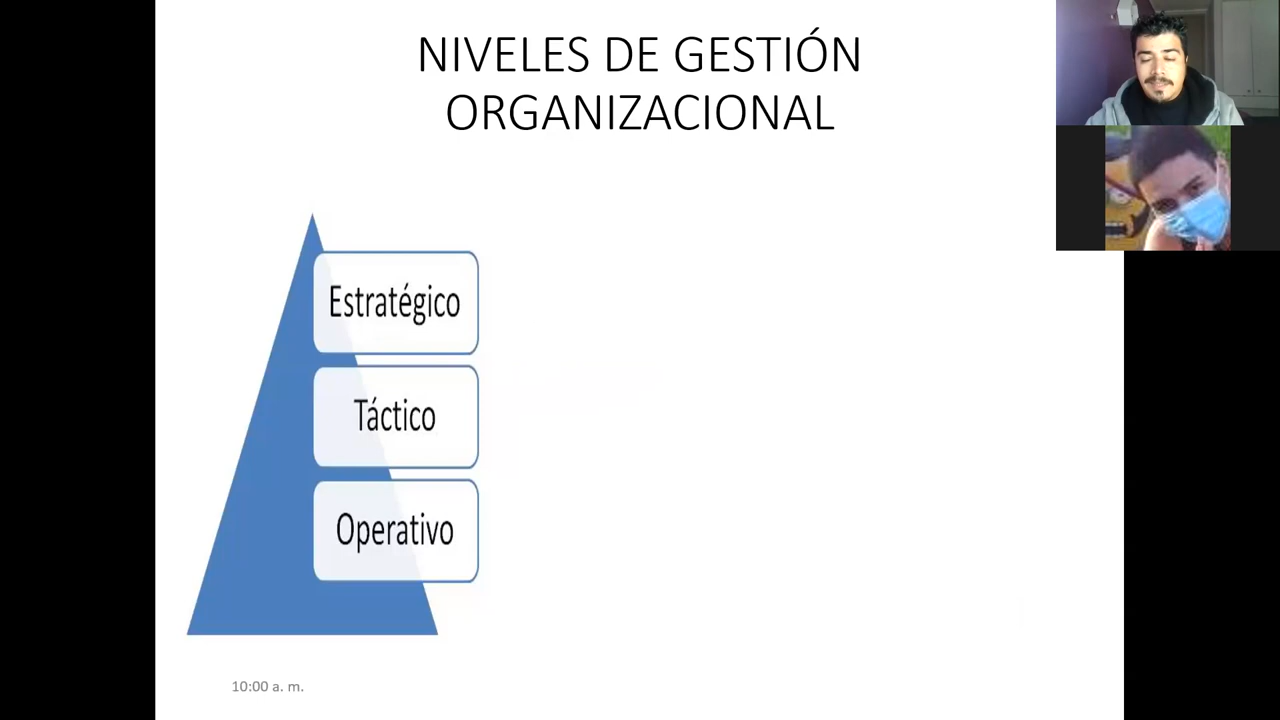 NIVELES DE GESTIÓN
ORGANIZACIONAL
Estratégico
Táctico
Operativo
10:00 a. m.